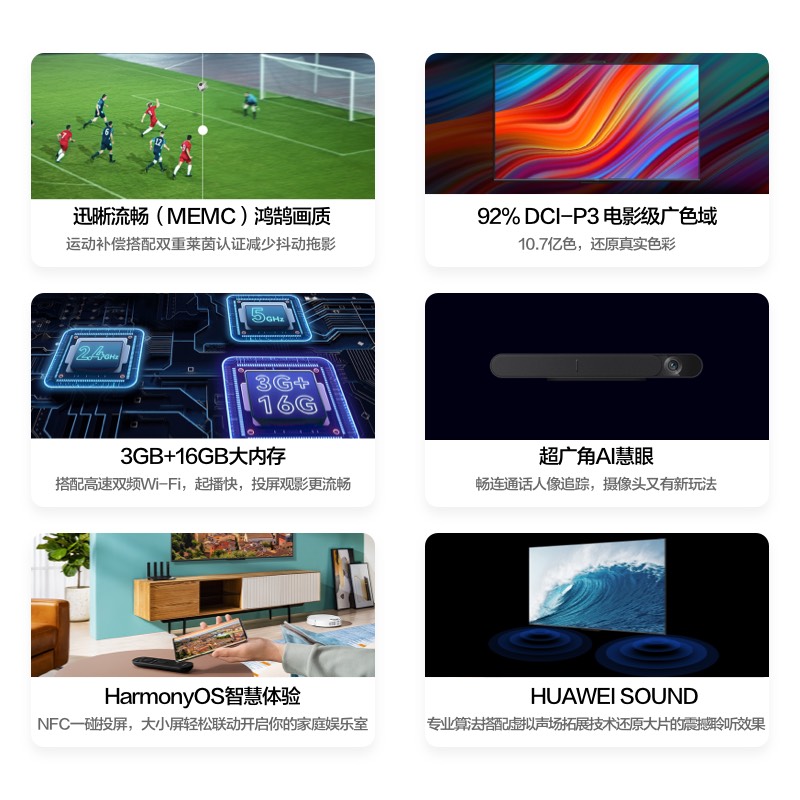 迅晰流畅（MEMC）鸿鹄画质
运动补偿搭配双重莱茵认证减少抖动拖影
92% DCI-P3 电影级广色域
10.7亿色，还原真实色彩
5GHz
2.4GHz
3G+
16G
3GB+16GB大内存
搭配高速双频Wi-Fi，起播快，投屏观影更流畅
超广角AI慧眼
畅连通话人像追踪，摄像头又有新玩法
HarmonyOS智慧体验
NFC一碰投屏，大小屏轻松联动开启你的家庭娱乐室
HUAWEI SOUND
专业算法搭配虚拟声场拓展技术还原大片的震撼聆听效果